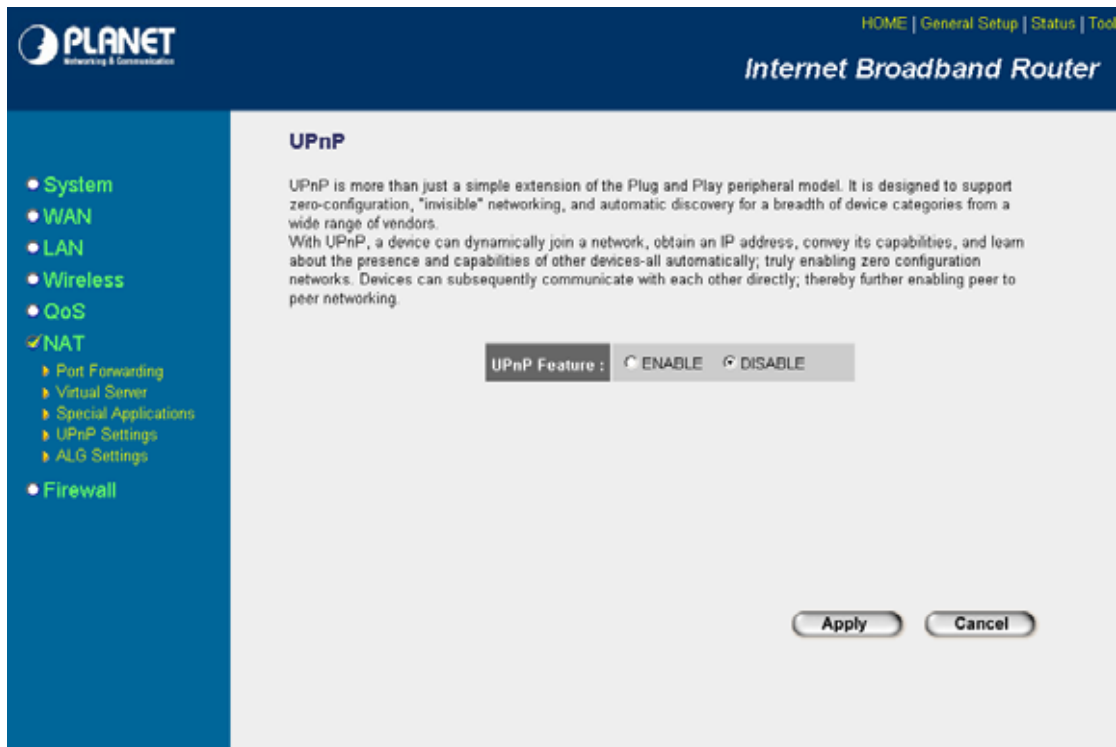 PLANET
Networking & Communication
HOME | General Setup | Status | Tool
Internet Broadband Router
System
WAN
LAN
Wireless
QoS
NAT
Port Forwarding
Virtual Server
Special Applications
UPnP Settings
ALG Settings
Firewall
UPnP
UPnP is more than just a simple extension of the Plug and Play peripheral model. It is designed to support
zero-configuration, "invisible" networking, and automatic discovery for a breadth of device categories from a
wide range of vendors.
With UPnP, a device can dynamically join a network, obtain an IP address, convey its capabilities, and learn
about the presence and capabilities of other devices-all automatically; truly enabling zero configuration
networks. Devices can subsequently communicate with each other directly; thereby further enabling peer to
peer networking.
UPnP Feature : ENABLE DISABLE
Apply Cancel